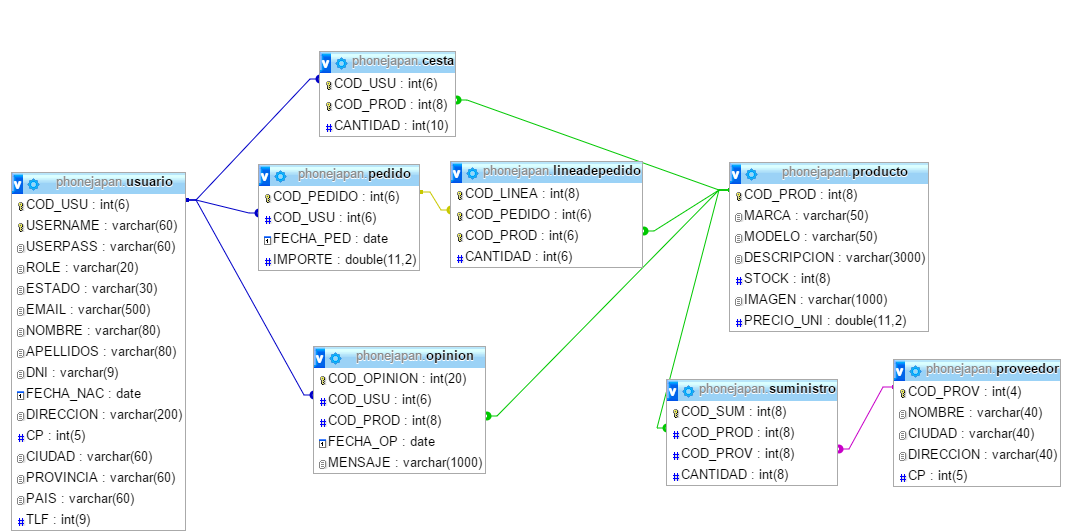 phonejapan.cesta
COD_USU : int(6)
COD_PROD : int(8)
CANTIDAD : int(10)
phonejapan.usuario
COD_USU : int(6)
USERNAME : varchar(60)
USERPASS : varchar(60)
ROLE : varchar(20)
ESTADO : varchar(30)
EMAIL : varchar(500)
NOMBRE : varchar(80)
APELLIDOS : varchar(80)
DNI : varchar(9)
FECHA_NAC : date
DIRECCION : varchar(200)
CP : int(5)
CIUDAD : varchar(60)
PROVINCIA : varchar(60)
PAIS : varchar(60)
TLF : int(9)
phonejapan.pedido
COD_PEDIDO : int(6)
COD_USU : int(6)
FECHA_PED : date
IMPORTE : double(11,2)
phonejapan.lineadepedido
COD_LINEA : int(8)
COD_PEDIDO : int(6)
COD_PROD : int(6)
CANTIDAD : int(6)
phonejapan.producto
COD_PROD : int(8)
MARCA : varchar(50)
MODELO : varchar(50)
DESCRIPCION : varchar(3000)
STOCK : int(8)
IMAGEN : varchar(1000)
PRECIO_UNI : double(11,2)
phonejapan.opinion
COD_OPINION : int(20)
COD_USU : int(6)
COD_PROD : int(8)
FECHA_OP : date
MENSAJE : varchar(1000)
phonejapan.suministro
COD_SUM : int(8)
COD_PROD : int(8)
COD_PROV : int(8)
CANTIDAD : int(8)
phonejapan.proveedor
COD_PROV : int(4)
NOMBRE : varchar(40)
CIUDAD : varchar(40)
DIRECCION : varchar(40)
CP : int(5)